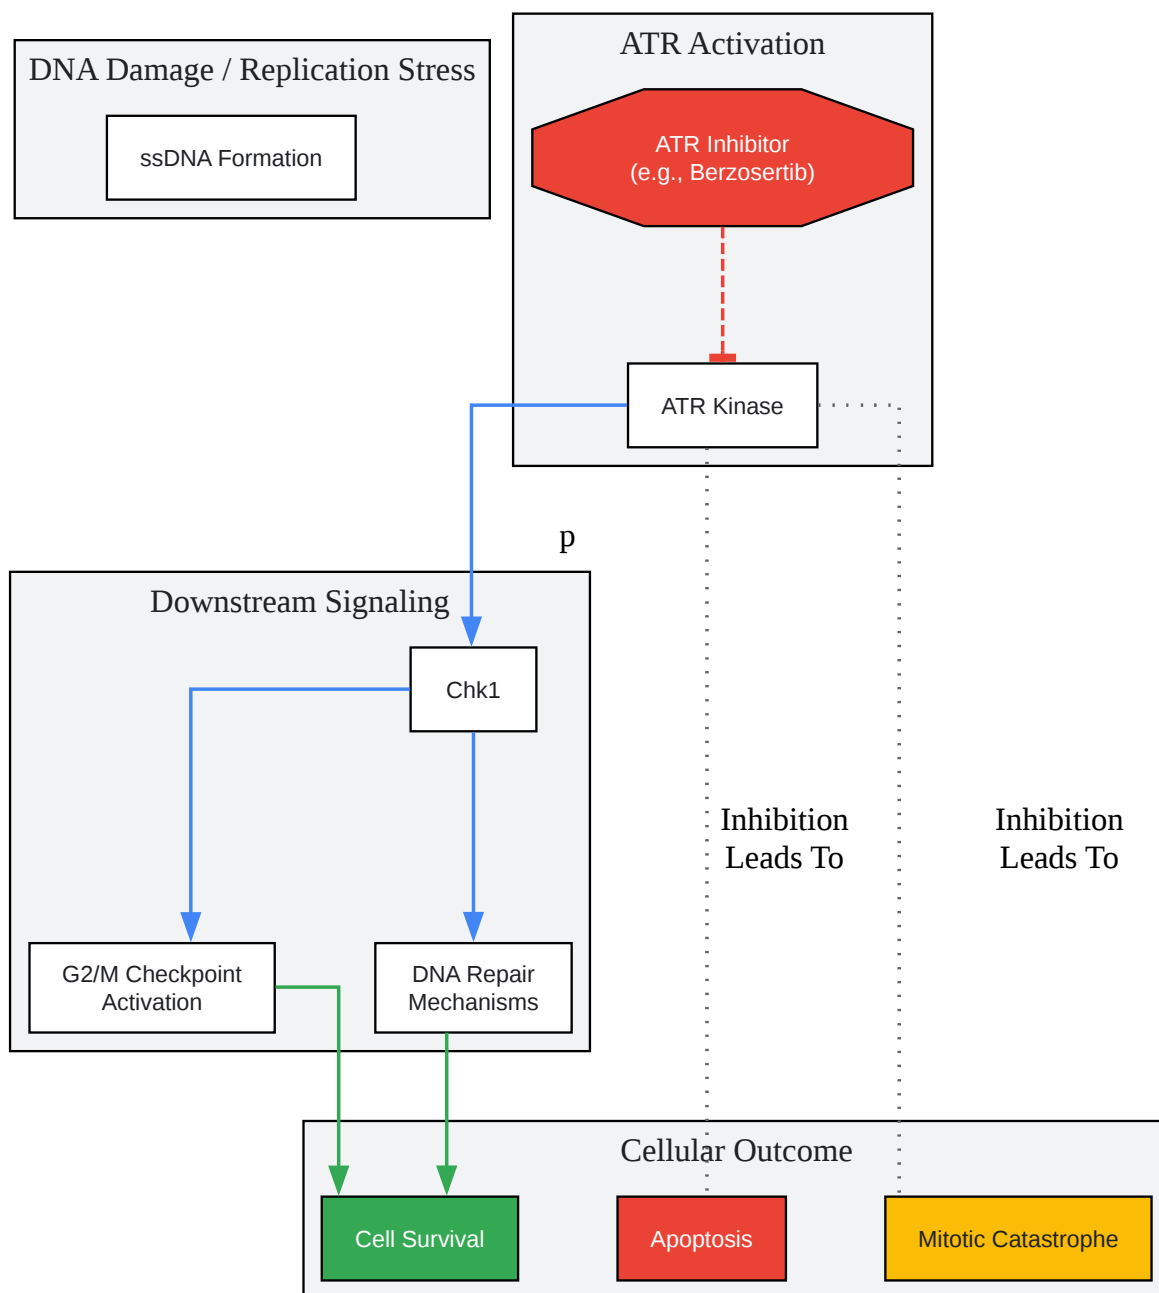 ATR Activation
DNA Damage / Replication Stress
ssDNA Formation
ATR Inhibitor
(e.g., Berzosertib)
ATR Kinase
p
Downstream Signaling
Chk1
Inhibition
Leads To
Inhibition
Leads To
G2/M Checkpoint
Activation
DNA Repair
Mechanisms
Cellular Outcome
Cell Survival
Apoptosis
Mitotic Catastrophe